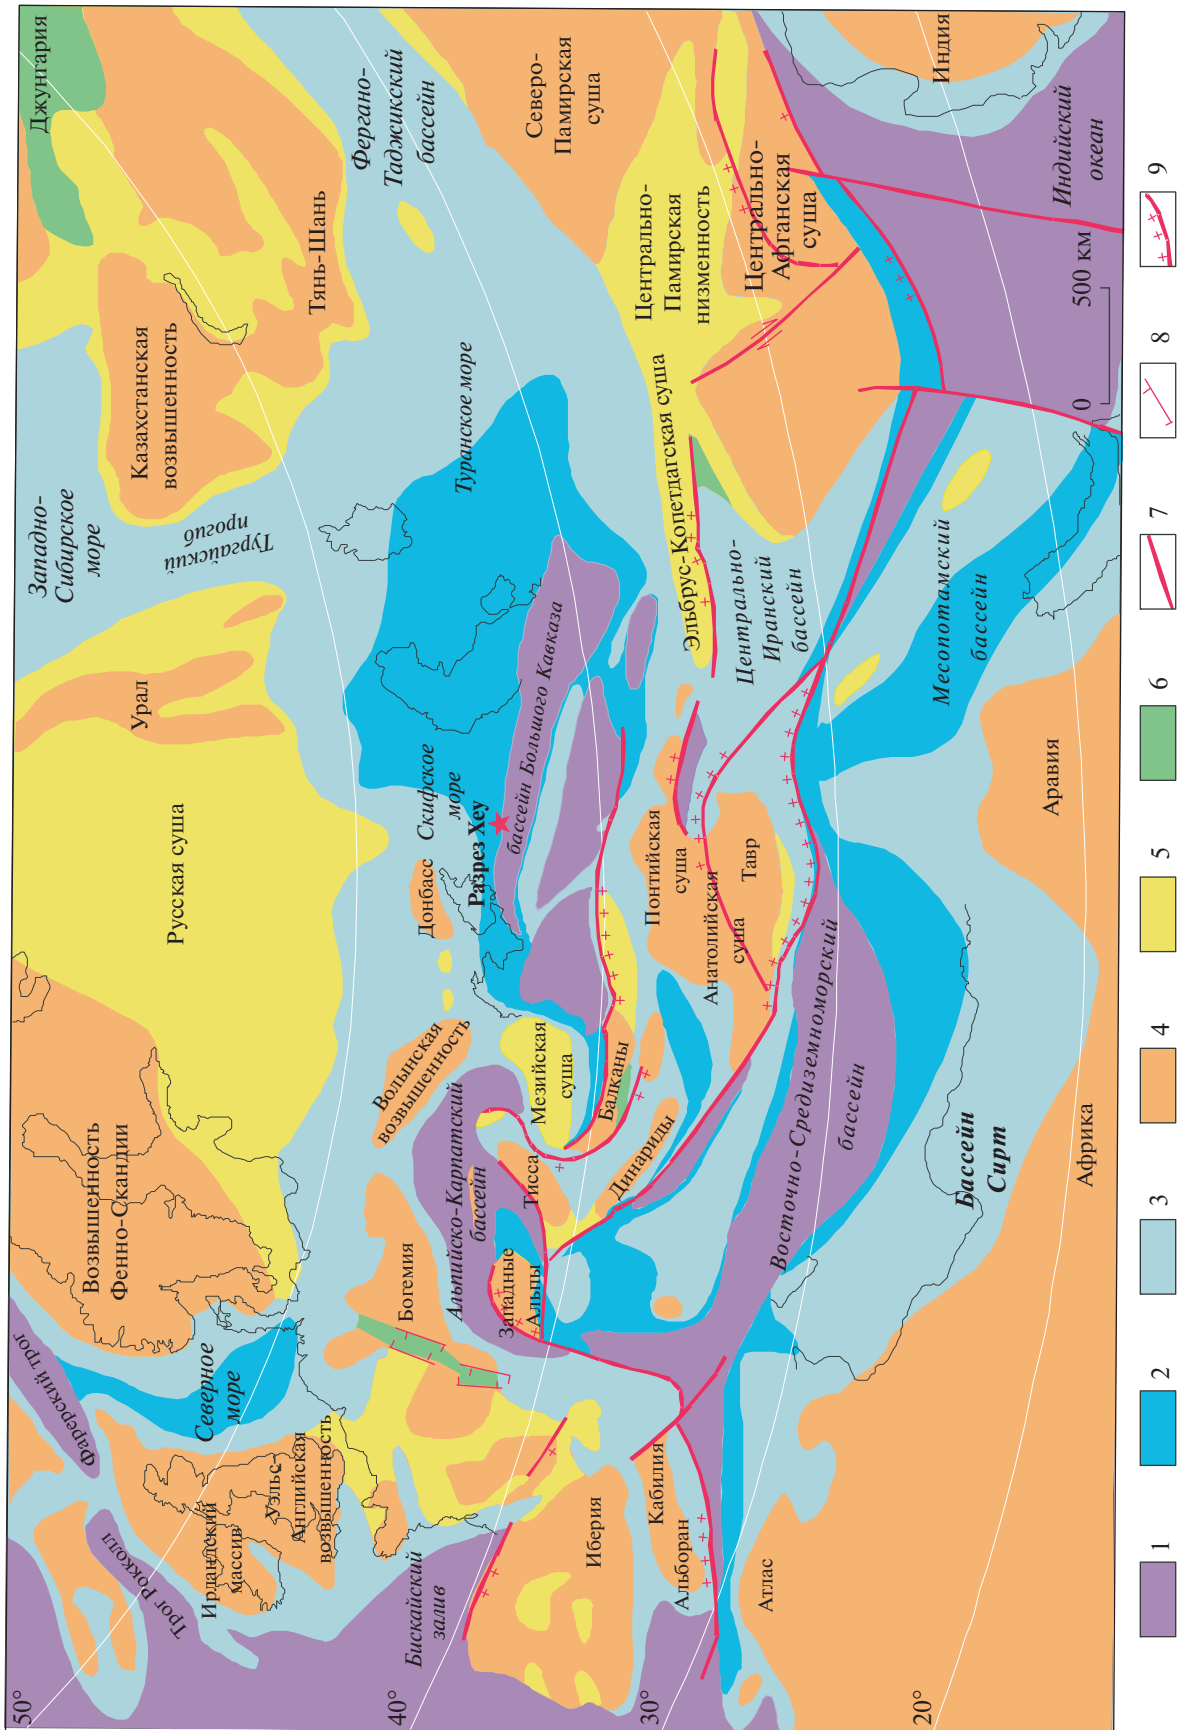 50°
40°
30°
20°
Фарерский трог
Трог Рокколл
Северное
море
Ирландский
массив
Уэльс-
Английская
возвышенность
Бискайский
залив
Иберия
Альборан
Кабилия
Атлас
Возвышенность
Фенно-Скандии
Богемия
Альпийско-Карпатский
бассейн
Западные
Альпы
Тисса
Динариды
Волынская
возвышенность
Мезийская
суша
Балканы
Восточно-Средиземноморский
бассейн
Бассейн
Сирт
Африка
Русская суша
Урал
Донбасс
Скифское
море
Разрез Хеу
бассейн Большого Кавказа
Понтийская
суша
Анатолийская
суша
Тавр
Аравия
Месопотамский
бассейн
Западно-
Сибирское
море
Тургайский
прогиб
Казахстанская
возвышенность
Туранское море
Эльбрус-Копетдагская суша
Центрально-
Иранский
бассейн
Джунгария
Тянь-Шань
Фергано-
Таджикский
бассейн
Северо-
Памирская
суша
Центрально-
Памирская
низменность
Центрально-
Афганская
суша
Индия
Индийский
океан
0 500 км
1 2 3 4 5 6 7 8 9